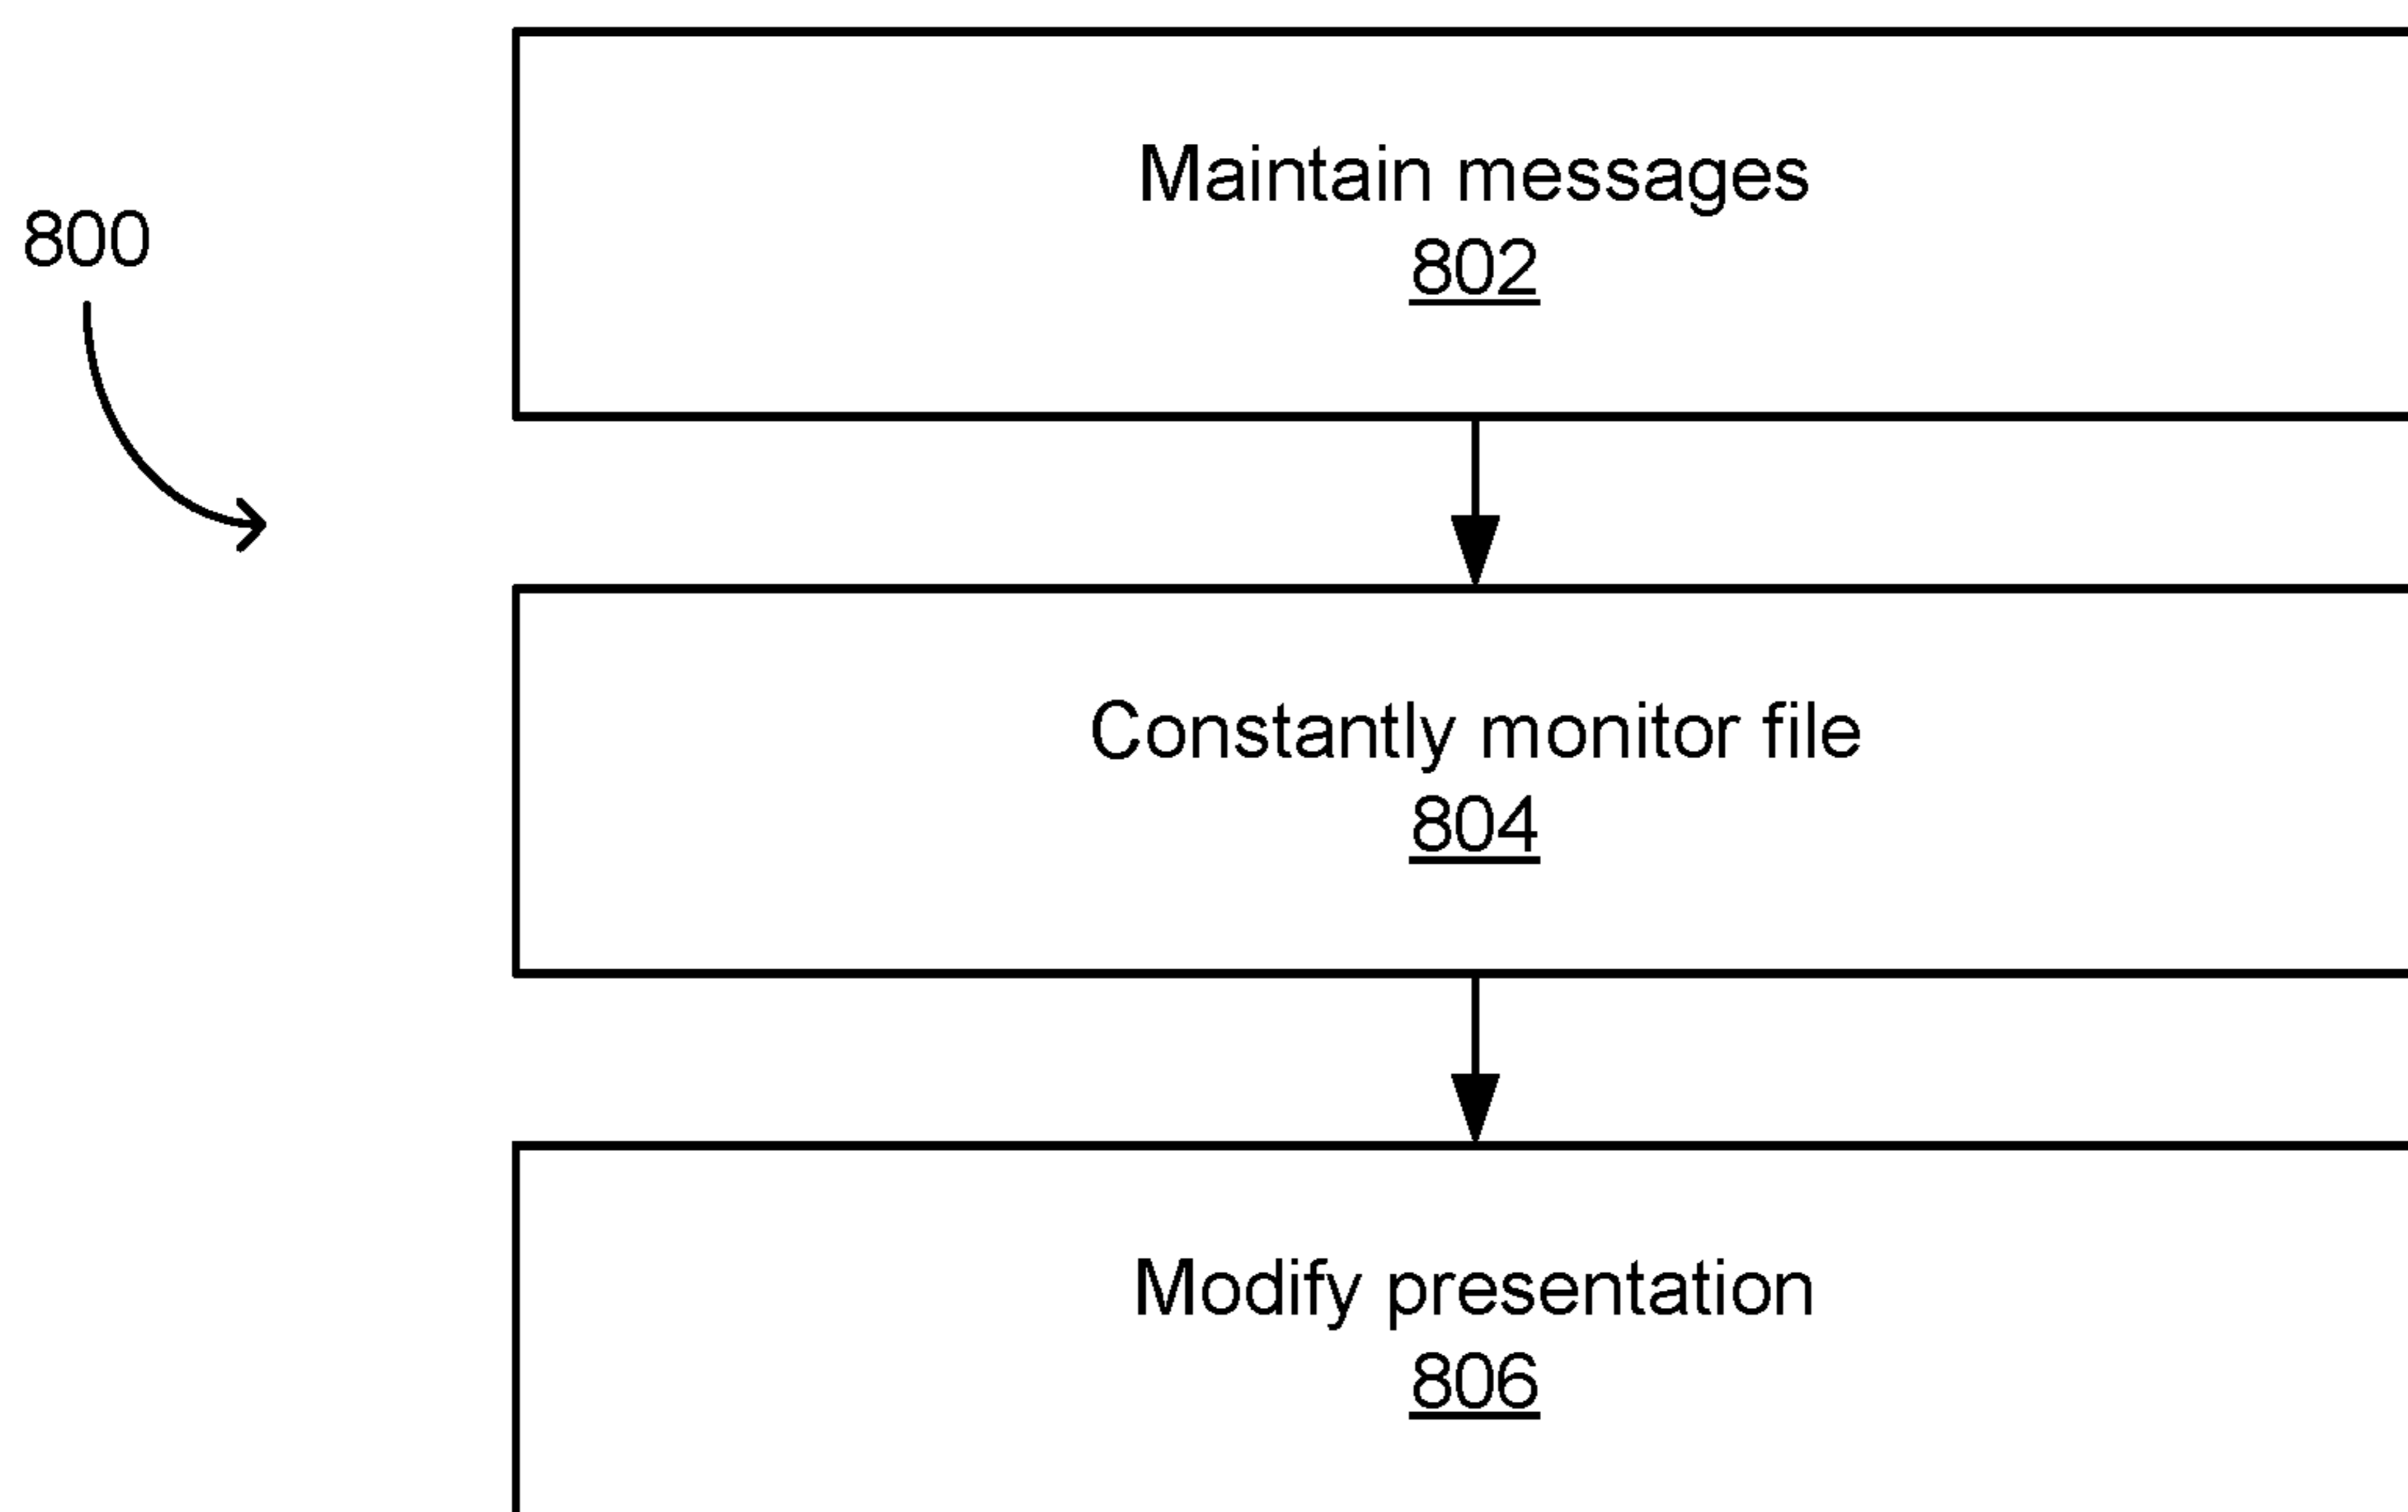 800
Maintain messages
802
Constantly monitor file
804
Modify presentation
806